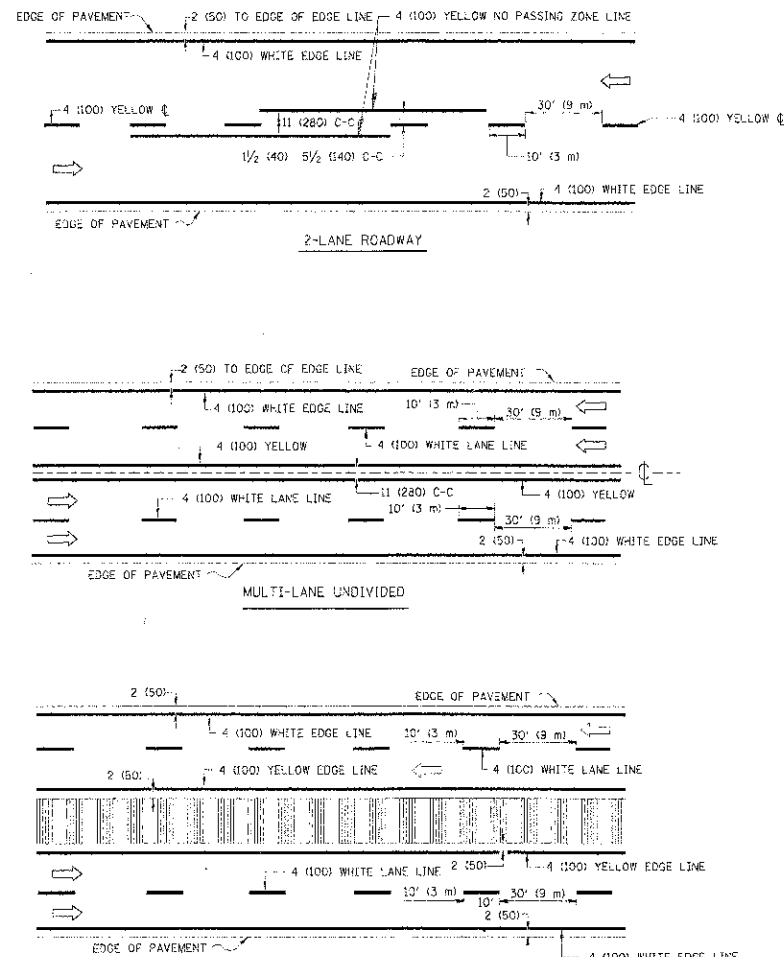 EDGE OF PAVEMENT 2 (50) TO EDGE OF EDGE LINE 4 (100) YELLOW NO PASSING ZONE LINE
4 (100) WHITE EDGE LINE
4 (100) YELLOW ℄ 11 (280) C-C 30' (9 m) 4 (100) YELLOW ℄
1½ (40) 5½ (140) C-C 10' (3 m)
2 (50) 4 (100) WHITE EDGE LINE
EDGE OF PAVEMENT
2-LANE ROADWAY
2 (50) TO EDGE OF EDGE LINE EDGE OF PAVEMENT
4 (100) WHITE EDGE LINE 10' (3 m) 30' (9 m)
4 (100) YELLOW 4 (100) WHITE LANE LINE
℄
4 (100) WHITE LANE LINE 11 (280) C-C 4 (100) YELLOW
10' (3 m) 30' (9 m)
2 (50) 4 (100) WHITE EDGE LINE
EDGE OF PAVEMENT
MULTI-LANE UNDIVIDED
2 (50) EDGE OF PAVEMENT
4 (100) WHITE EDGE LINE 10' (3 m) 30' (9 m)
2 (50) 4 (100) YELLOW EDGE LINE 4 (100) WHITE LANE LINE
4 (100) WHITE LANE LINE 2 (50) 4 (100) YELLOW EDGE LINE
10' (3 m) 30' (9 m)
10'
2 (50)
EDGE OF PAVEMENT 4 (100) WHITE EDGE LINE